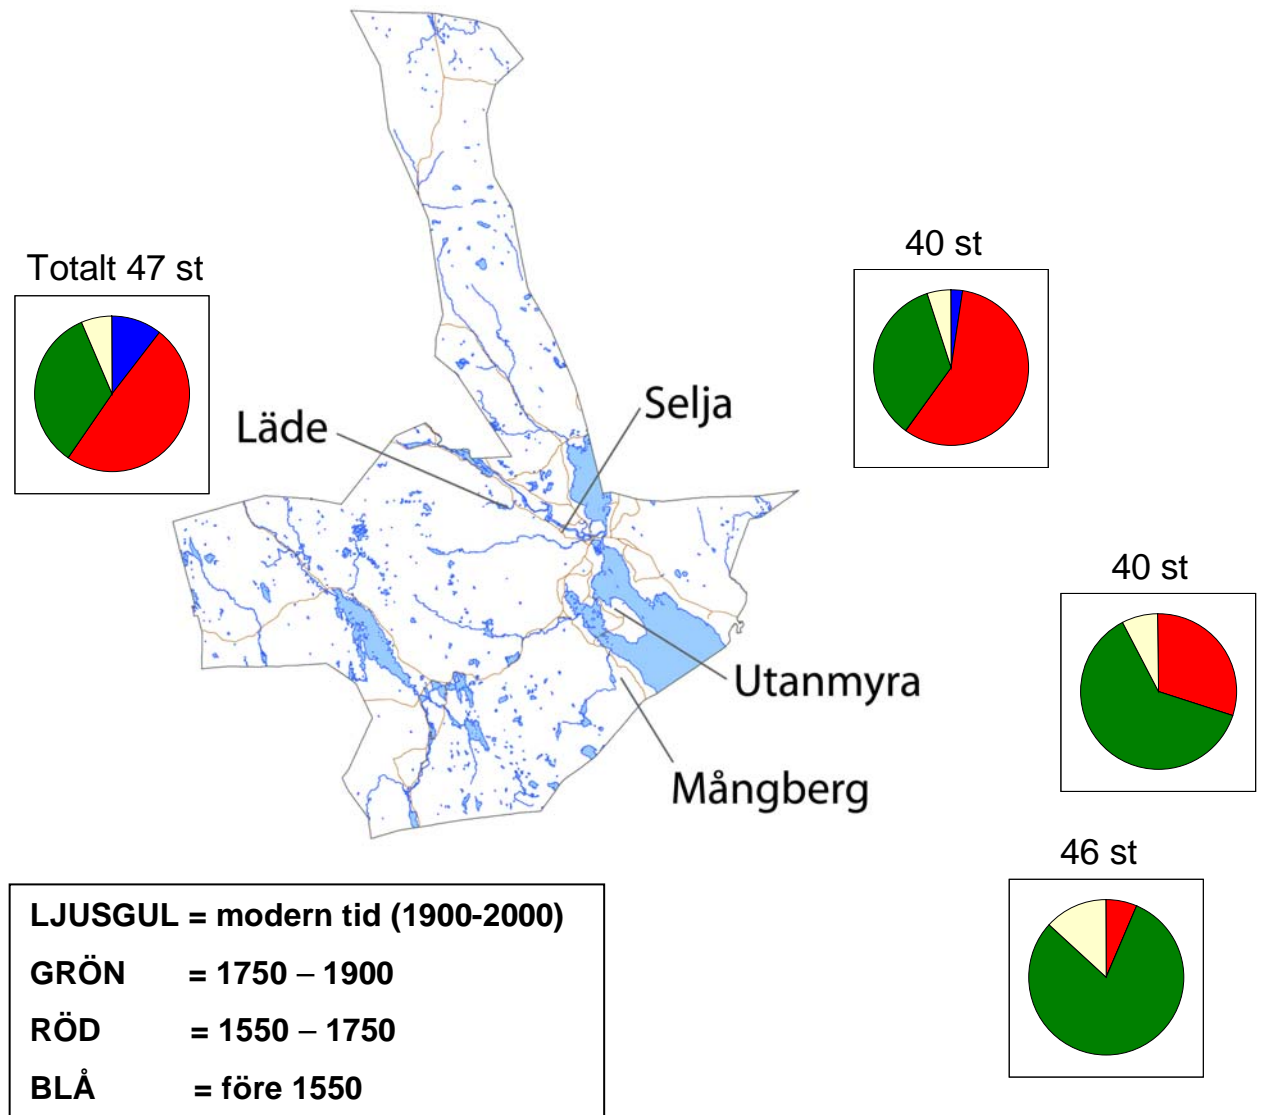 Totalt 47 st
40 st
Läde
Selja
40 st
Utanmyra
Mångberg
46 st
LJUSGUL = modern tid (1900-2000)
GRÖN = 1750 – 1900
RÖD = 1550 – 1750
BLÅ = före 1550